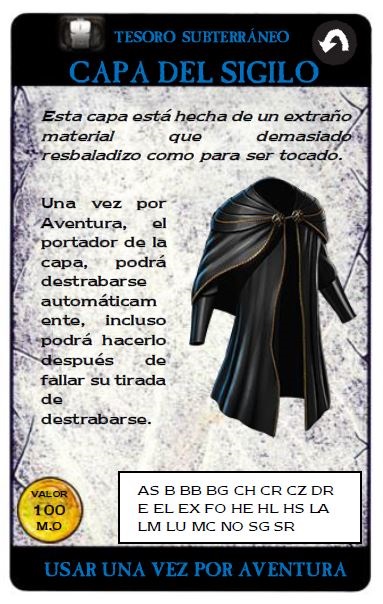 TESORO SUBTERRÁNEO
CAPA DEL SIGILO
Esta capa está hecha de un extraño
material que demasiado
resbaladizo como para ser tocado.
Una vez por
Aventura, el
portador de la
capa, podrá
destrabarse
automáticam
ente, incluso
podrá hacerlo
después de
fallar su tirada
de
destrabarse.
VALOR
100
M.O
AS B BB BG CH CR CZ DR
E EL EX FO HE HL HS LA
LM LU MC NO SG SR
USAR UNA VEZ POR AVENTURA